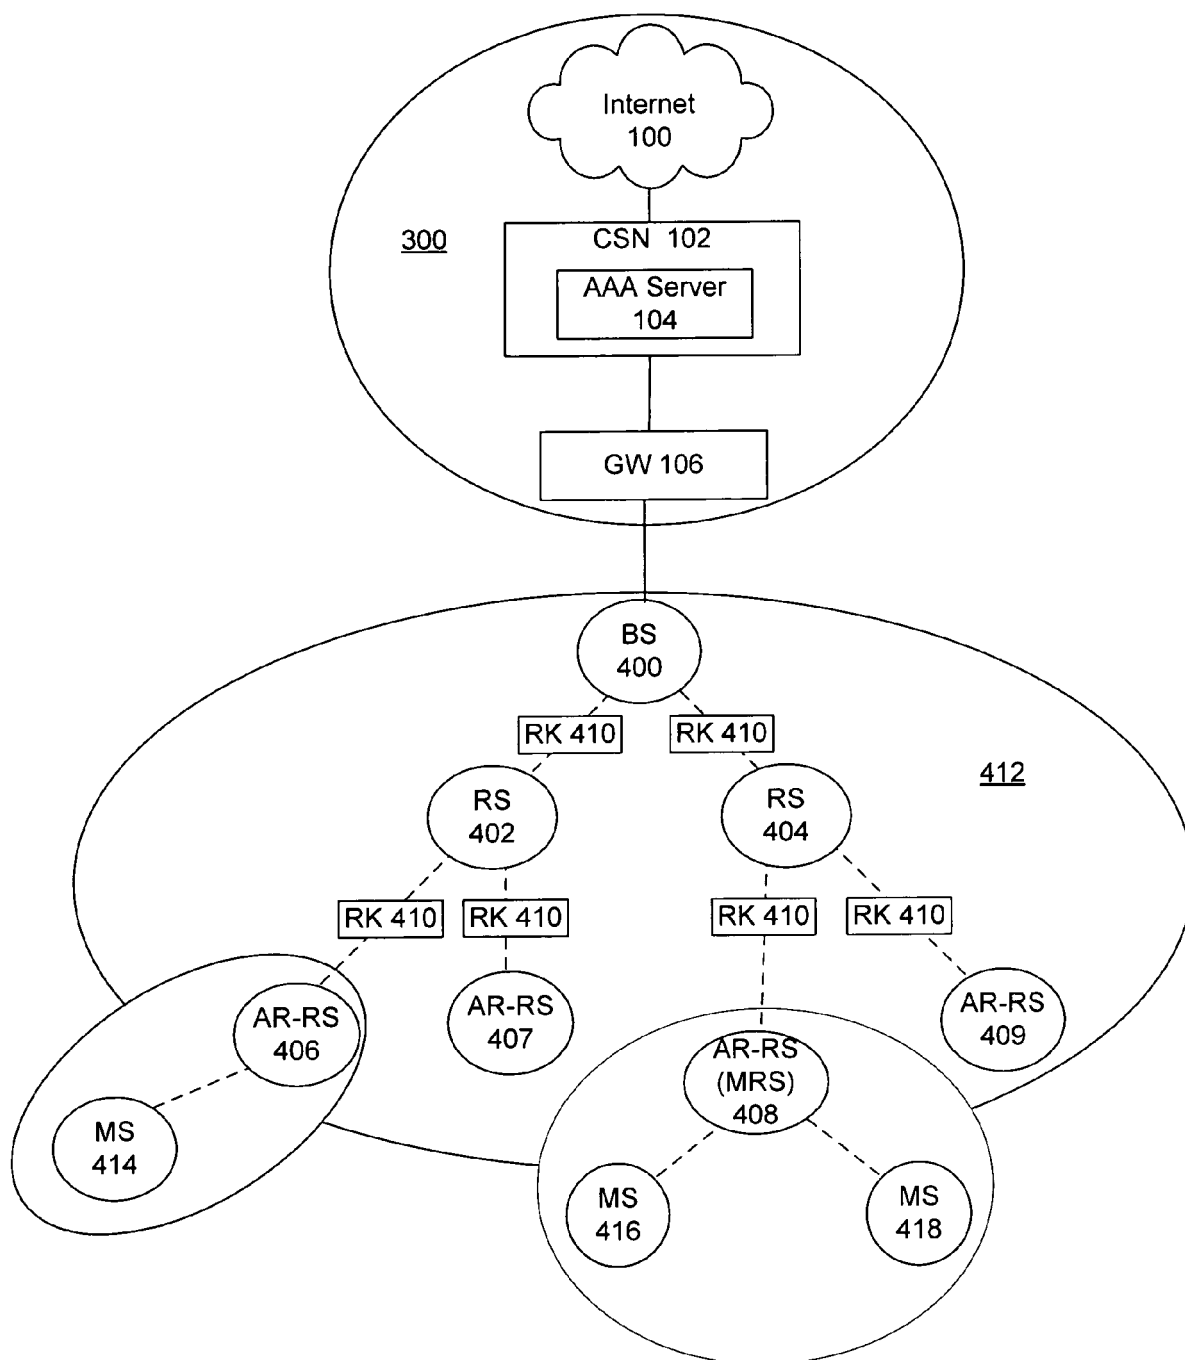 Internet
100
300
CSN 102
AAA Server
104
GW 106
BS
400
RK 410
RK 410
412
RS
402
RS
404
RK 410
RK 410
RK 410
RK 410
AR-RS
406
AR-RS
407
AR-RS
(MRS)
408
AR-RS
409
MS
414
MS
416
MS
418